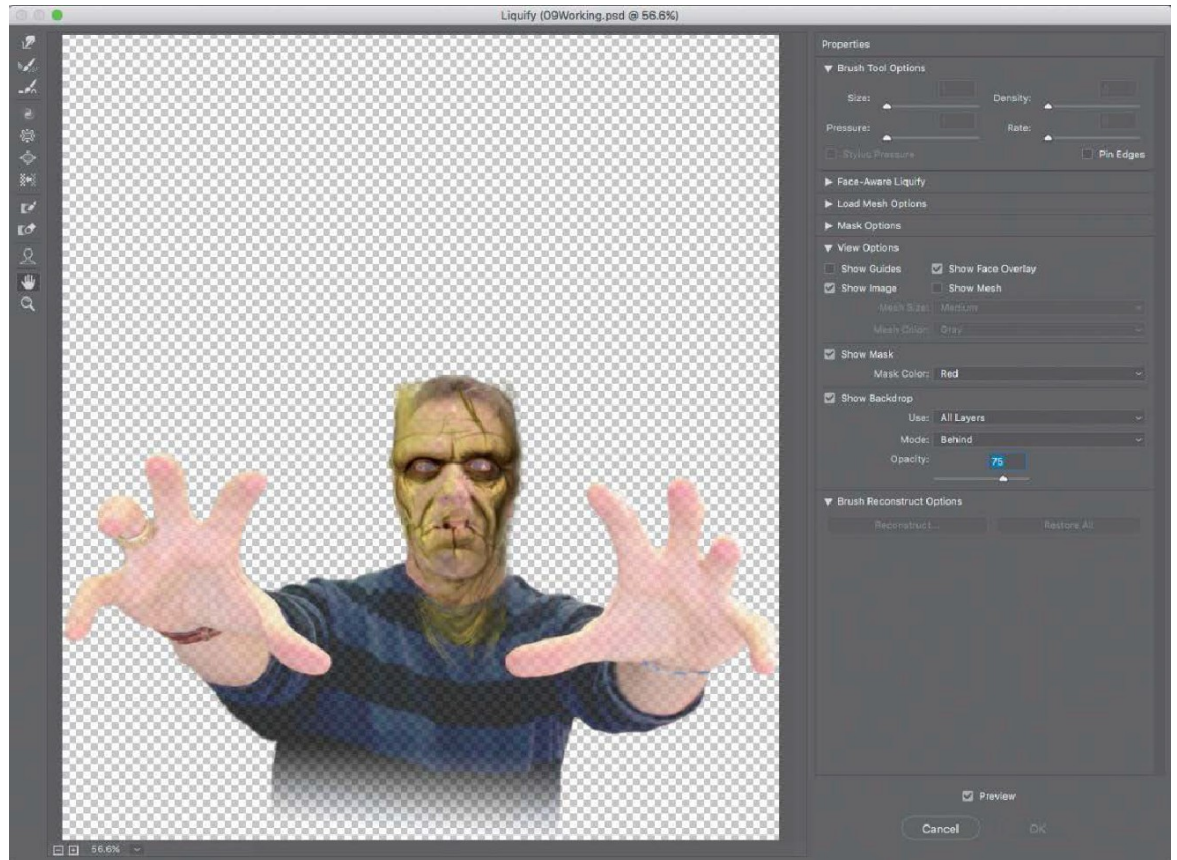 Liquify (09Working.psd @ 56.6%)
Properties
Brush Tool Options
Size:
Density:
Pressure:
Rate:
Stylus Pressure
Pin Edges
Face-Aware Liquify
Load Mesh Options
Mask Options
View Options
Show Guides
Show Face Overlay
Show Image
Show Mesh
Mesh Size: Medium
Mesh Color: Gray
Show Mask
Mask Color: Red
Show Backdrop
Use: All Layers
Mode: Behind
Opacity: 75
Brush Reconstruct Options
Reconstruct...
Restore All
Preview
Cancel
OK
56.6%